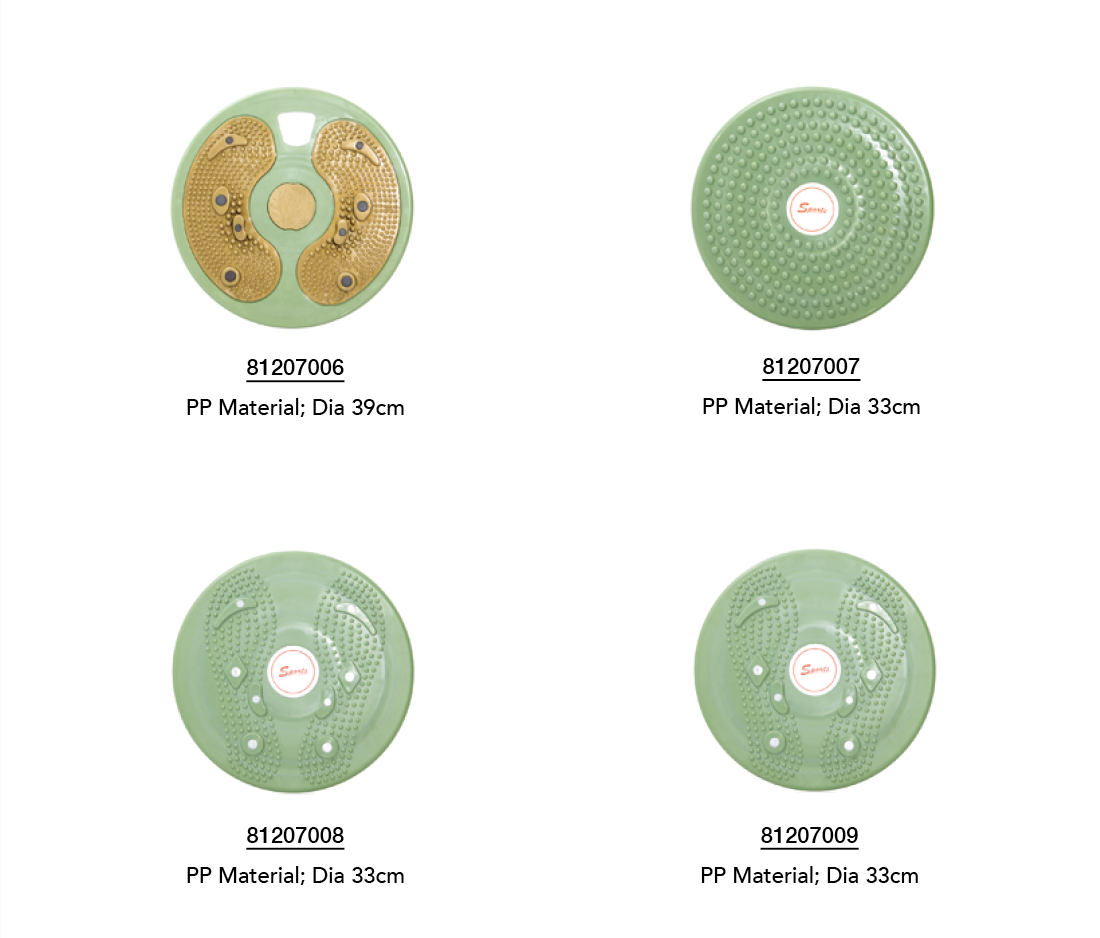 Sports
81207006
81207007
PP Material; Dia 39cm
PP Material; Dia 33cm
Sports
Sports
81207008
81207009
PP Material; Dia 33cm
PP Material; Dia 33cm